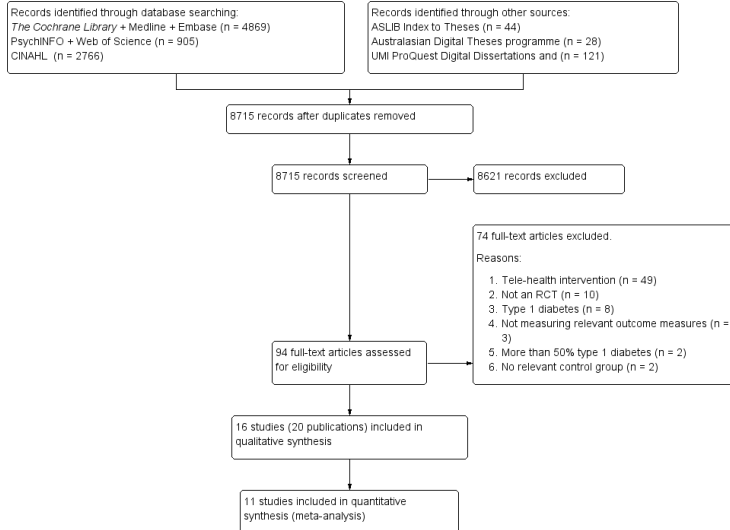 Records identified through database searching:
The Cochrane Library + Medline + Embase (n = 4869)
PsychINFO + Web of Science (n = 905)
CINAHL (n = 2766)
Records identified through other sources:
ASLIB Index to Theses (n = 44)
Australasian Digital Theses programme (n = 28)
UMI ProQuest Digital Dissertations and (n = 121)
8715 records after duplicates removed
8715 records screened
8621 records excluded
74 full-text articles excluded.
Reasons:
1. Tele-health intervention (n = 49)
2. Not an RCT (n = 10)
3. Type 1 diabetes (n = 8)
4. Not measuring relevant outcome measures (n =
3)
5. More than 50% type 1 diabetes (n = 2)
6. No relevant control group (n = 2)
94 full-text articles assessed
for eligibility
16 studies (20 publications) included in
qualitative synthesis
11 studies included in quantitative
synthesis (meta-analysis)